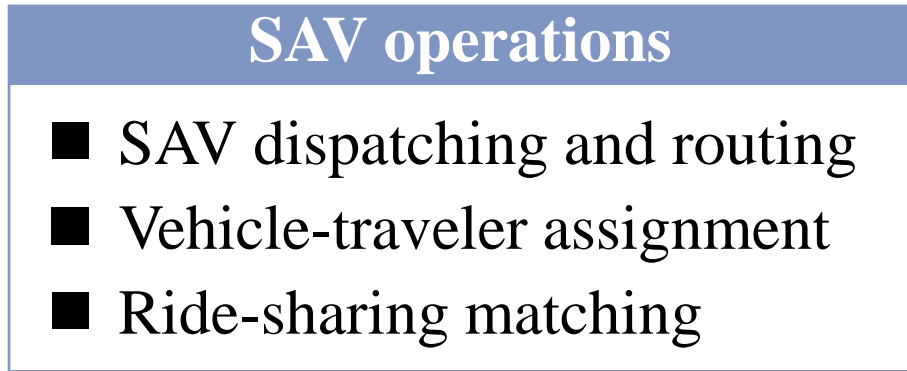 SAV operations
■ SAV dispatching and routing
■ Vehicle-traveler assignment
■ Ride-sharing matching